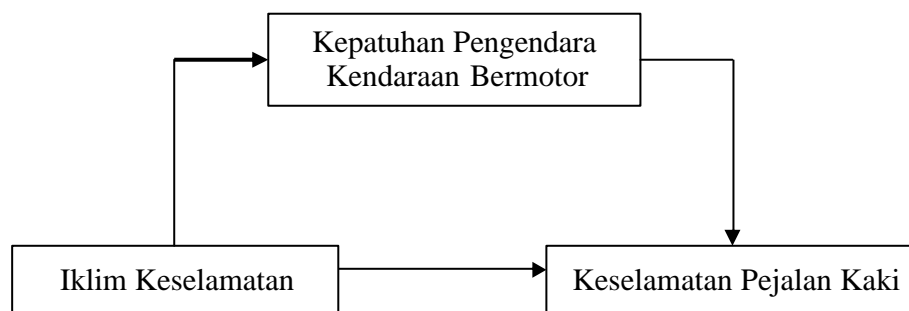 Kepatuhan Pengendara
Kendaraan Bermotor
Iklim Keselamatan
Keselamatan Pejalan Kaki